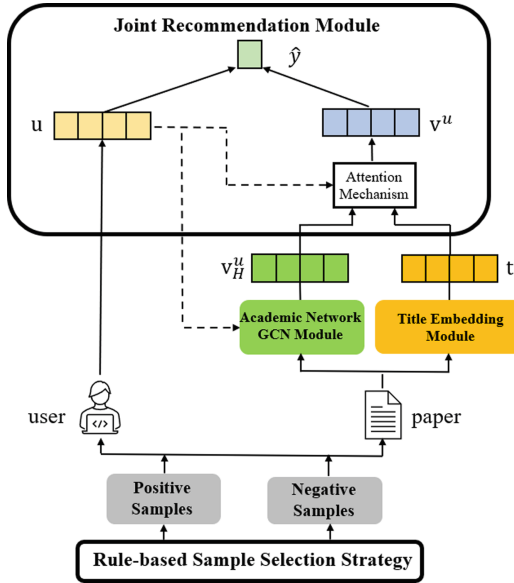 Joint Recommendation Module
ŷ
u
v^u
Attention
Mechanism
v_H^u
t
Academic Network
GCN Module
Title Embedding
Module
user
</>
paper
Positive
Samples
Negative
Samples
Rule-based Sample Selection Strategy